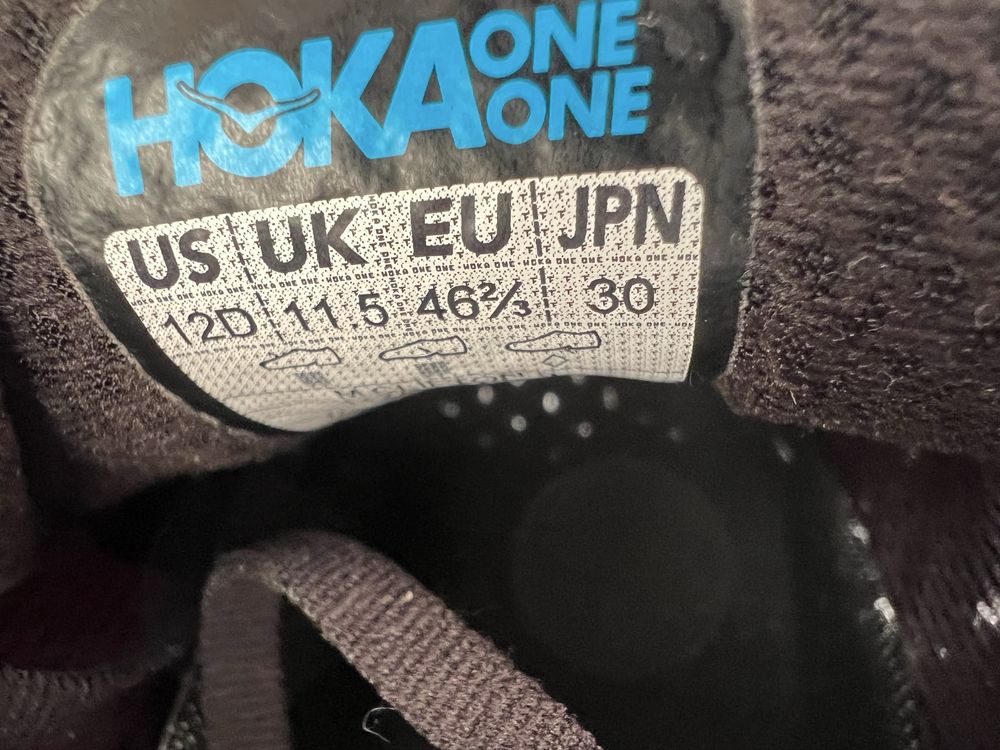 HOKA ONE ONE
US UK EU JPN
12D 11.5 46⅔ 30